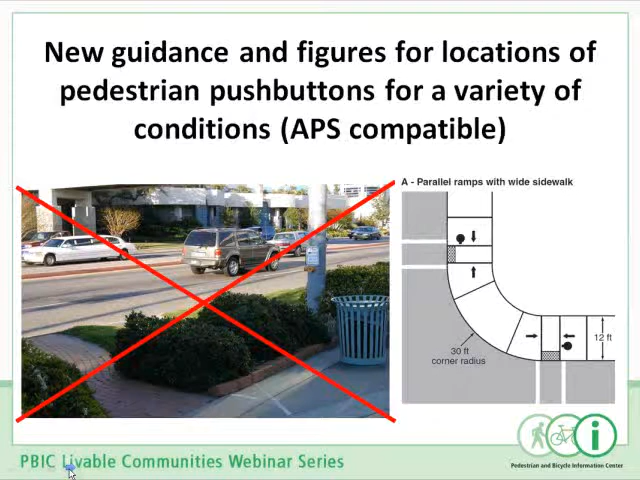 New guidance and figures for locations of
pedestrian pushbuttons for a variety of
conditions (APS compatible)
A - Parallel ramps with wide sidewalk
12 ft
30 ft
corner radius
PBIC Livable Communities Webinar Series
i
Pedestrian and Bicycle Information Center